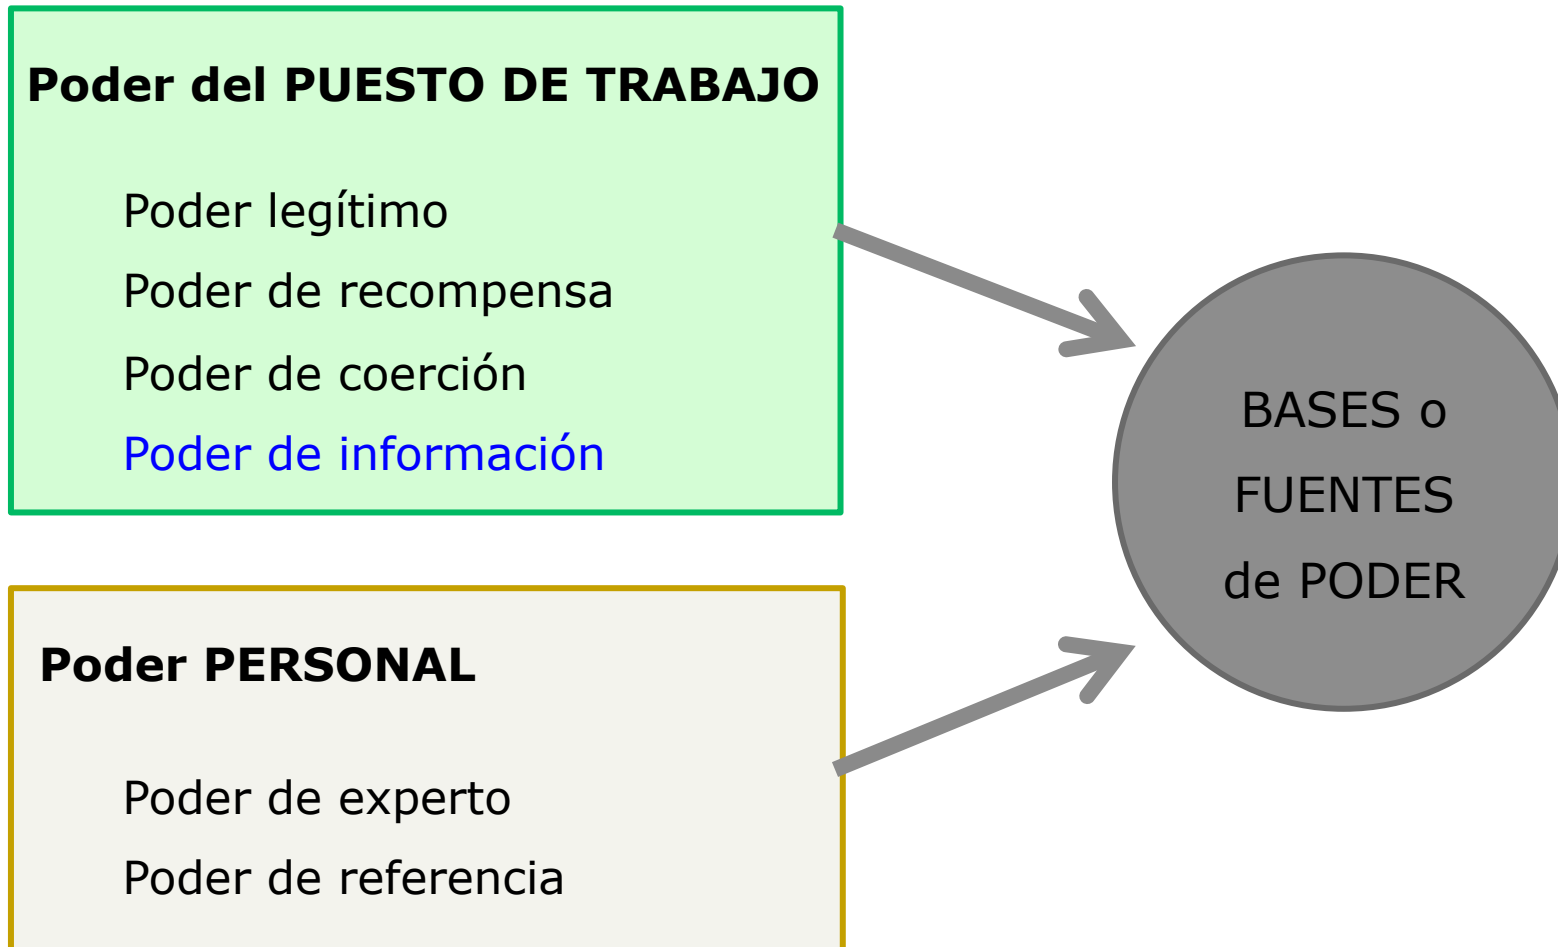 Poder del PUESTO DE TRABAJO
Poder legítimo
Poder de recompensa
Poder de coerción
Poder de información
BASES o
FUENTES
de PODER
Poder PERSONAL
Poder de experto
Poder de referencia